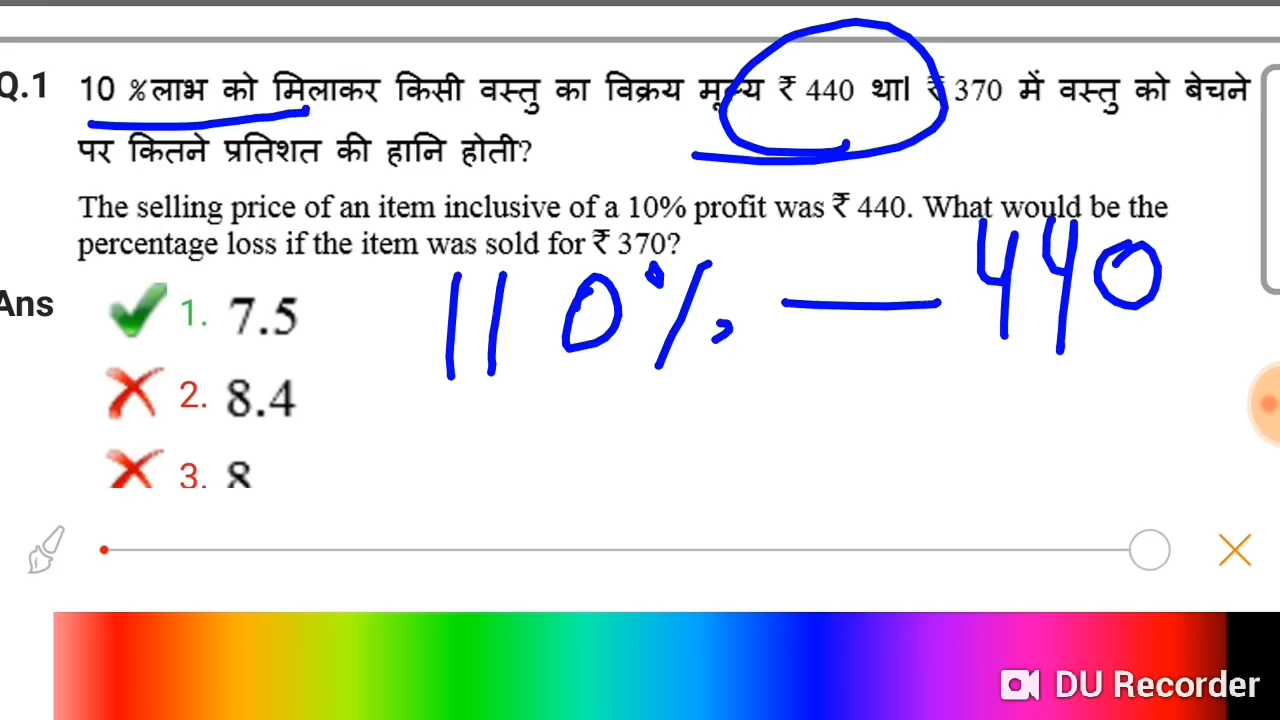 Q.1 10 %लाभ को मिलाकर किसी वस्तु का विक्रय मूल्य ₹ 440 था। ₹ 370 में वस्तु को बेचने
पर कितने प्रतिशत की हानि होती?
The selling price of an item inclusive of a 10% profit was ₹ 440. What would be the
percentage loss if the item was sold for ₹ 370?
110% — 440
Ans 1. 7.5
2. 8.4
3. 8
DU Recorder